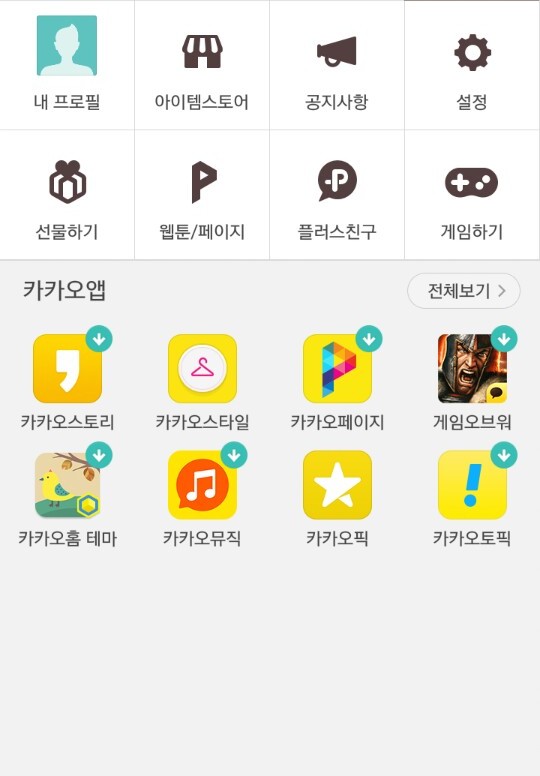 내 프로필
아이템스토어
공지사항
설정
선물하기
웹툰/페이지
플러스친구
게임하기
카카오앱
전체보기
카카오스토리
카카오스타일
카카오페이지
게임오브워
카카오홈 테마
카카오뮤직
카카오픽
카카오토픽